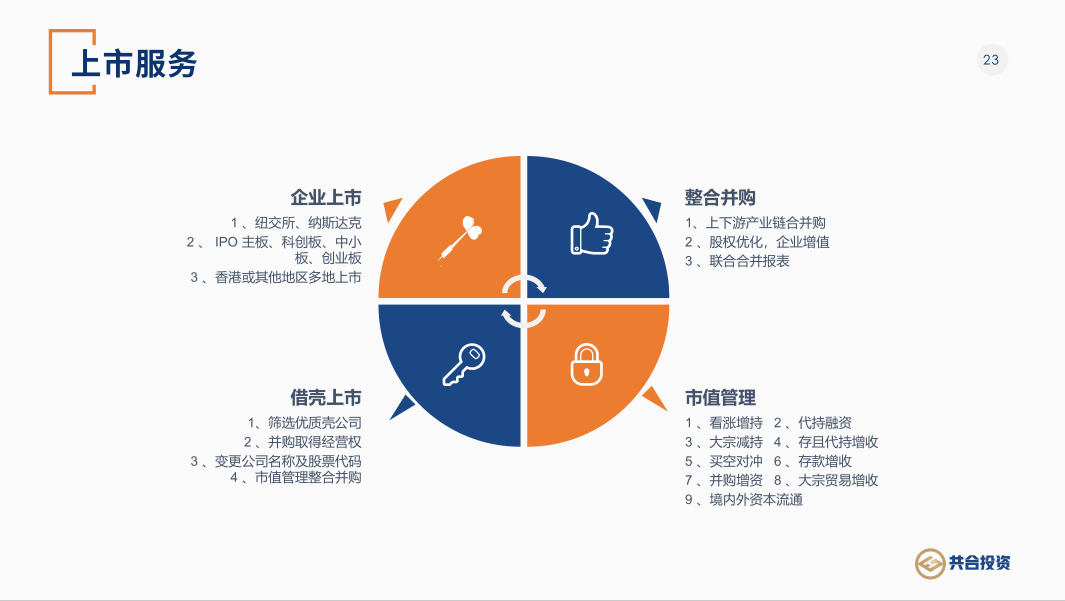 上市服务
23
企业上市
1 、纽交所、纳斯达克
2 、 IPO 主板、科创板、中小
板、创业板
3 、香港或其他地区多地上市
整合并购
1、上下游产业链合并购
2 、股权优化，企业增值
3 、联合合并报表
借壳上市
1、筛选优质壳公司
2 、并购取得经营权
3 、变更公司名称及股票代码
4 、市值管理整合并购
市值管理
1 、看涨增持 2 、代持融资
3 、大宗减持 4 、存且代持增收
5 、买空对冲 6 、存款增收
7 、并购增资 8 、大宗贸易增收
9 、境内外资本流通
共合投资